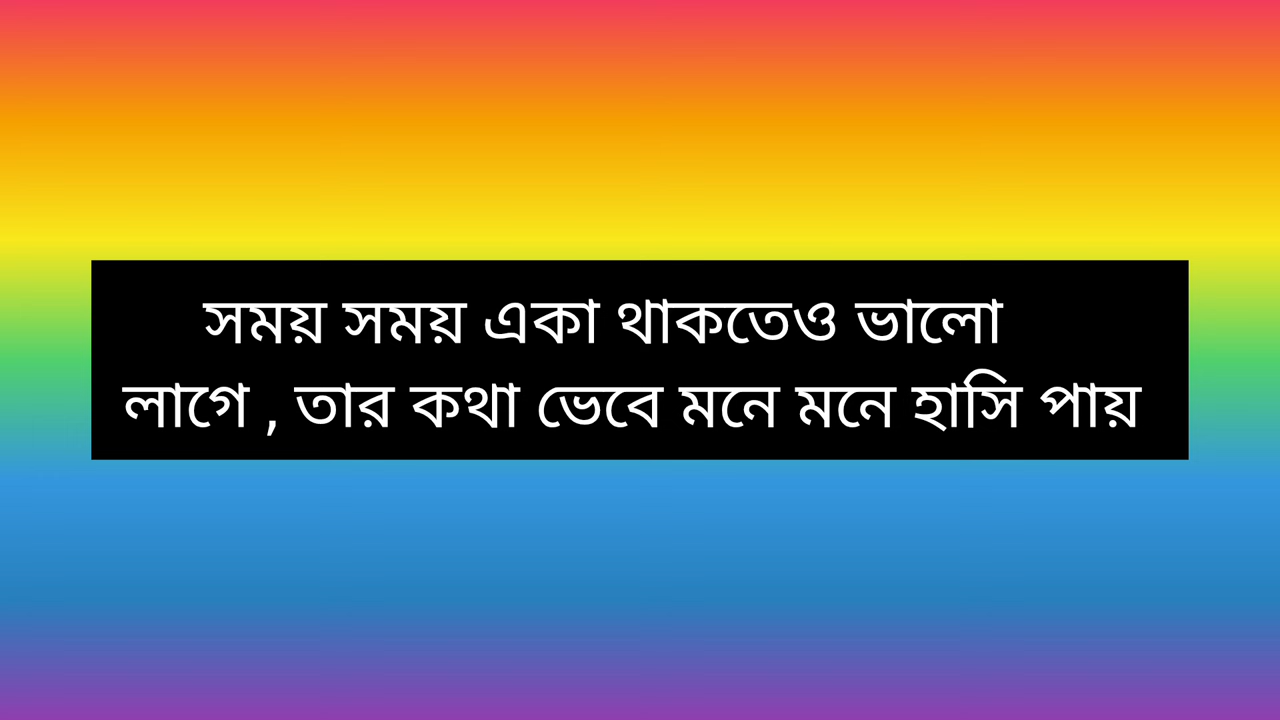 সময় সময় একা থাকতেও ভালো
লাগে , তার কথা ভেবে মনে মনে হাসি পায়